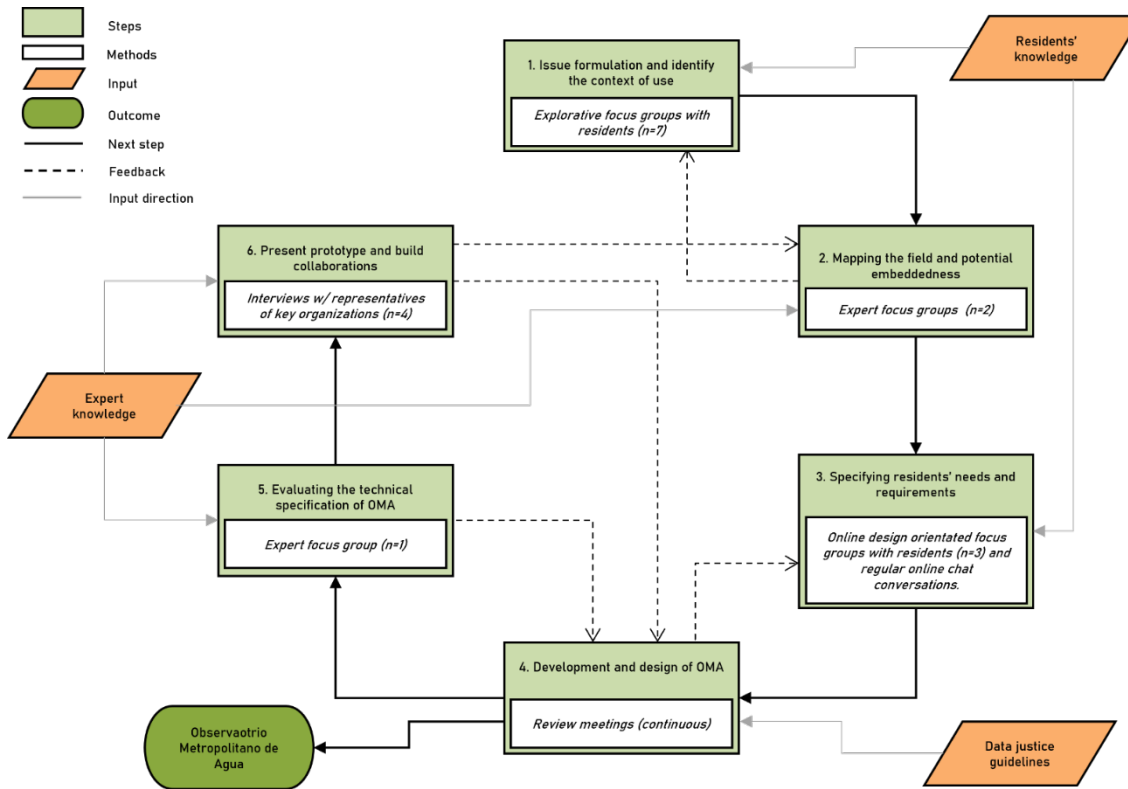 Steps
Methods
Input
Outcome
Next step
Feedback
Input direction
Residents'
knowledge
1. Issue formulation and identify
the context of use
Explorative focus groups with
residents (n=7)
6. Present prototype and build
collaborations
Interviews w/ representatives
of key organizations (n=4)
2. Mapping the field and potential
embeddedness
Expert focus groups (n=2)
Expert
knowledge
5. Evaluating the technical
specification of OMA
Expert focus group (n=1)
3. Specifying residents' needs and
requirements
Online design orientated focus
groups with residents (n=3) and
regular online chat
conversations.
4. Development and design of OMA
Review meetings (continuous)
Observaotrio
Metropolitano de
Agua
Data justice
guidelines